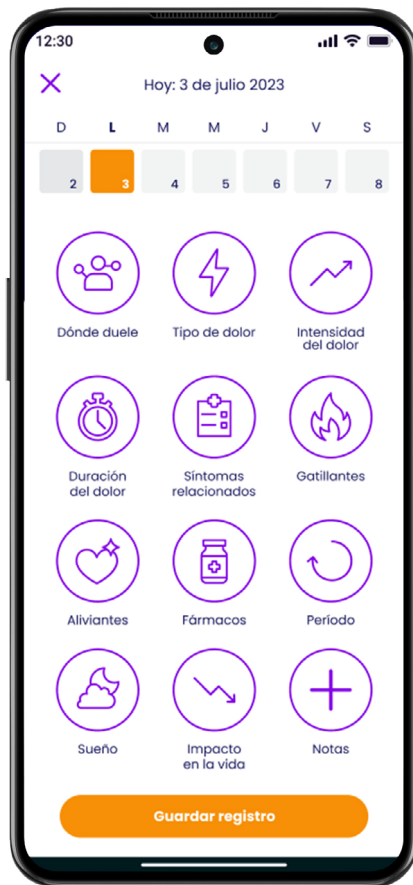 12:30
Hoy: 3 de julio 2023
D L M M J V S
2 3 4 5 6 7 8
Dónde duele Tipo de dolor Intensidad
del dolor
Duración Síntomas Gatillantes
del dolor relacionados
Aliviantes Fármacos Período
Sueño Impacto Notas
en la vida
Guardar registro